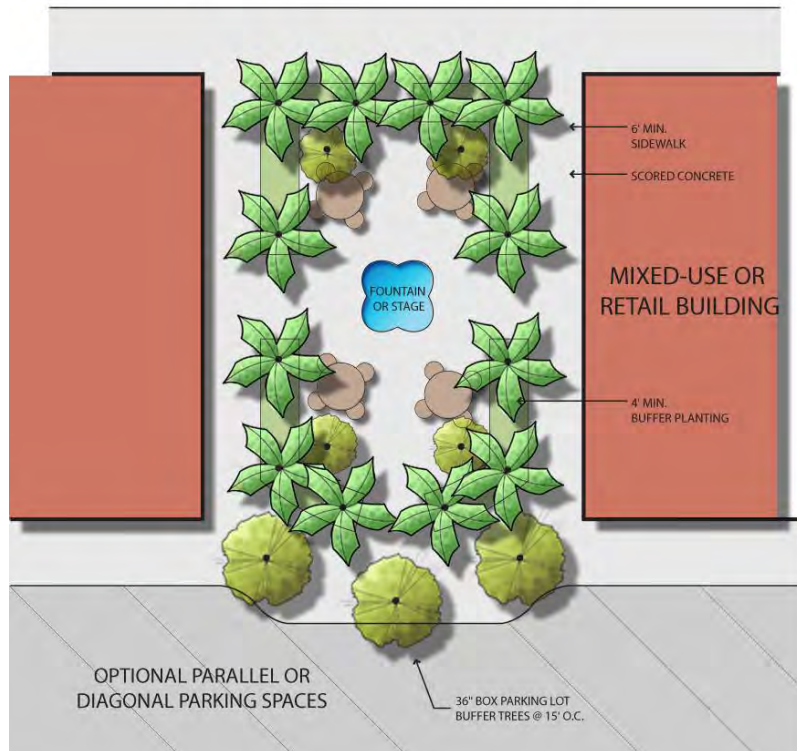 6' MIN.
SIDEWALK
SCORED CONCRETE
MIXED-USE OR
RETAIL BUILDING
FOUNTAIN
OR STAGE
4' MIN.
BUFFER PLANTING
OPTIONAL PARALLEL OR
DIAGONAL PARKING SPACES
36" BOX PARKING LOT
BUFFER TREES @ 15' O.C.